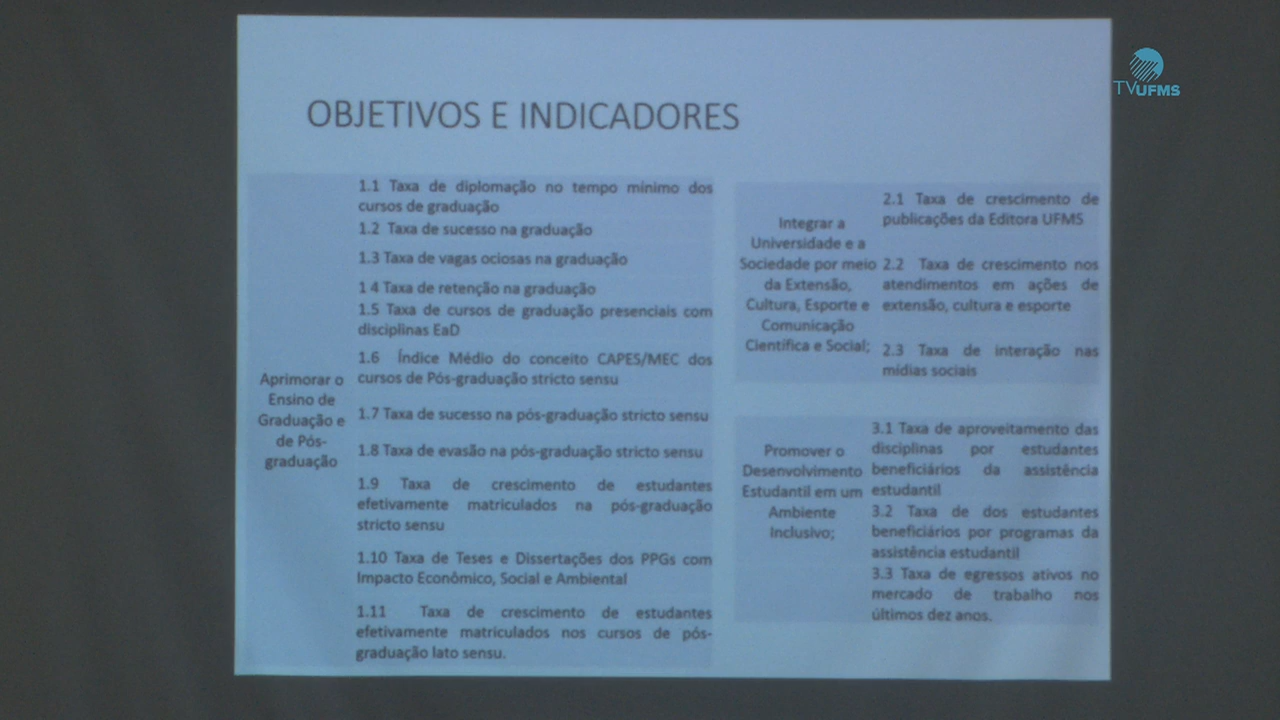 TVUFMS
OBJETIVOS E INDICADORES
Aprimorar o
Ensino de
Graduação e
de Pós-
graduação
1.1 Taxa de diplomação no tempo mínimo dos
cursos de graduação
1.2 Taxa de sucesso na graduação
1.3 Taxa de vagas ociosas na graduação
1 4 Taxa de retenção na graduação
1.5 Taxa de cursos de graduação presenciais com
disciplinas EaD
1.6 Índice Médio do conceito CAPES/MEC dos
cursos de Pós-graduação stricto sensu
1.7 Taxa de sucesso na pós-graduação stricto sensu
1.8 Taxa de evasão na pós-graduação stricto sensu
1.9 Taxa de crescimento de estudantes
efetivamente matriculados na pós-graduação
stricto sensu
1.10 Taxa de Teses e Dissertações dos PPGs com
Impacto Econômico, Social e Ambiental
1.11 Taxa de crescimento de estudantes
efetivamente matriculados nos cursos de pós-
graduação lato sensu.
Integrar a
Universidade e a
Sociedade por meio
da Extensão,
Cultura, Esporte e
Comunicação
Científica e Social;
2.1 Taxa de crescimento de
publicações da Editora UFMS
2.2 Taxa de crescimento nos
atendimentos em ações de
extensão, cultura e esporte
2.3 Taxa de interação nas
mídias sociais
Promover o
Desenvolvimento
Estudantil em um
Ambiente
Inclusivo;
3.1 Taxa de aproveitamento das
disciplinas por estudantes
beneficiários da assistência
estudantil
3.2 Taxa de dos estudantes
beneficiários por programas da
assistência estudantil
3.3 Taxa de egressos ativos no
mercado de trabalho nos
últimos dez anos.